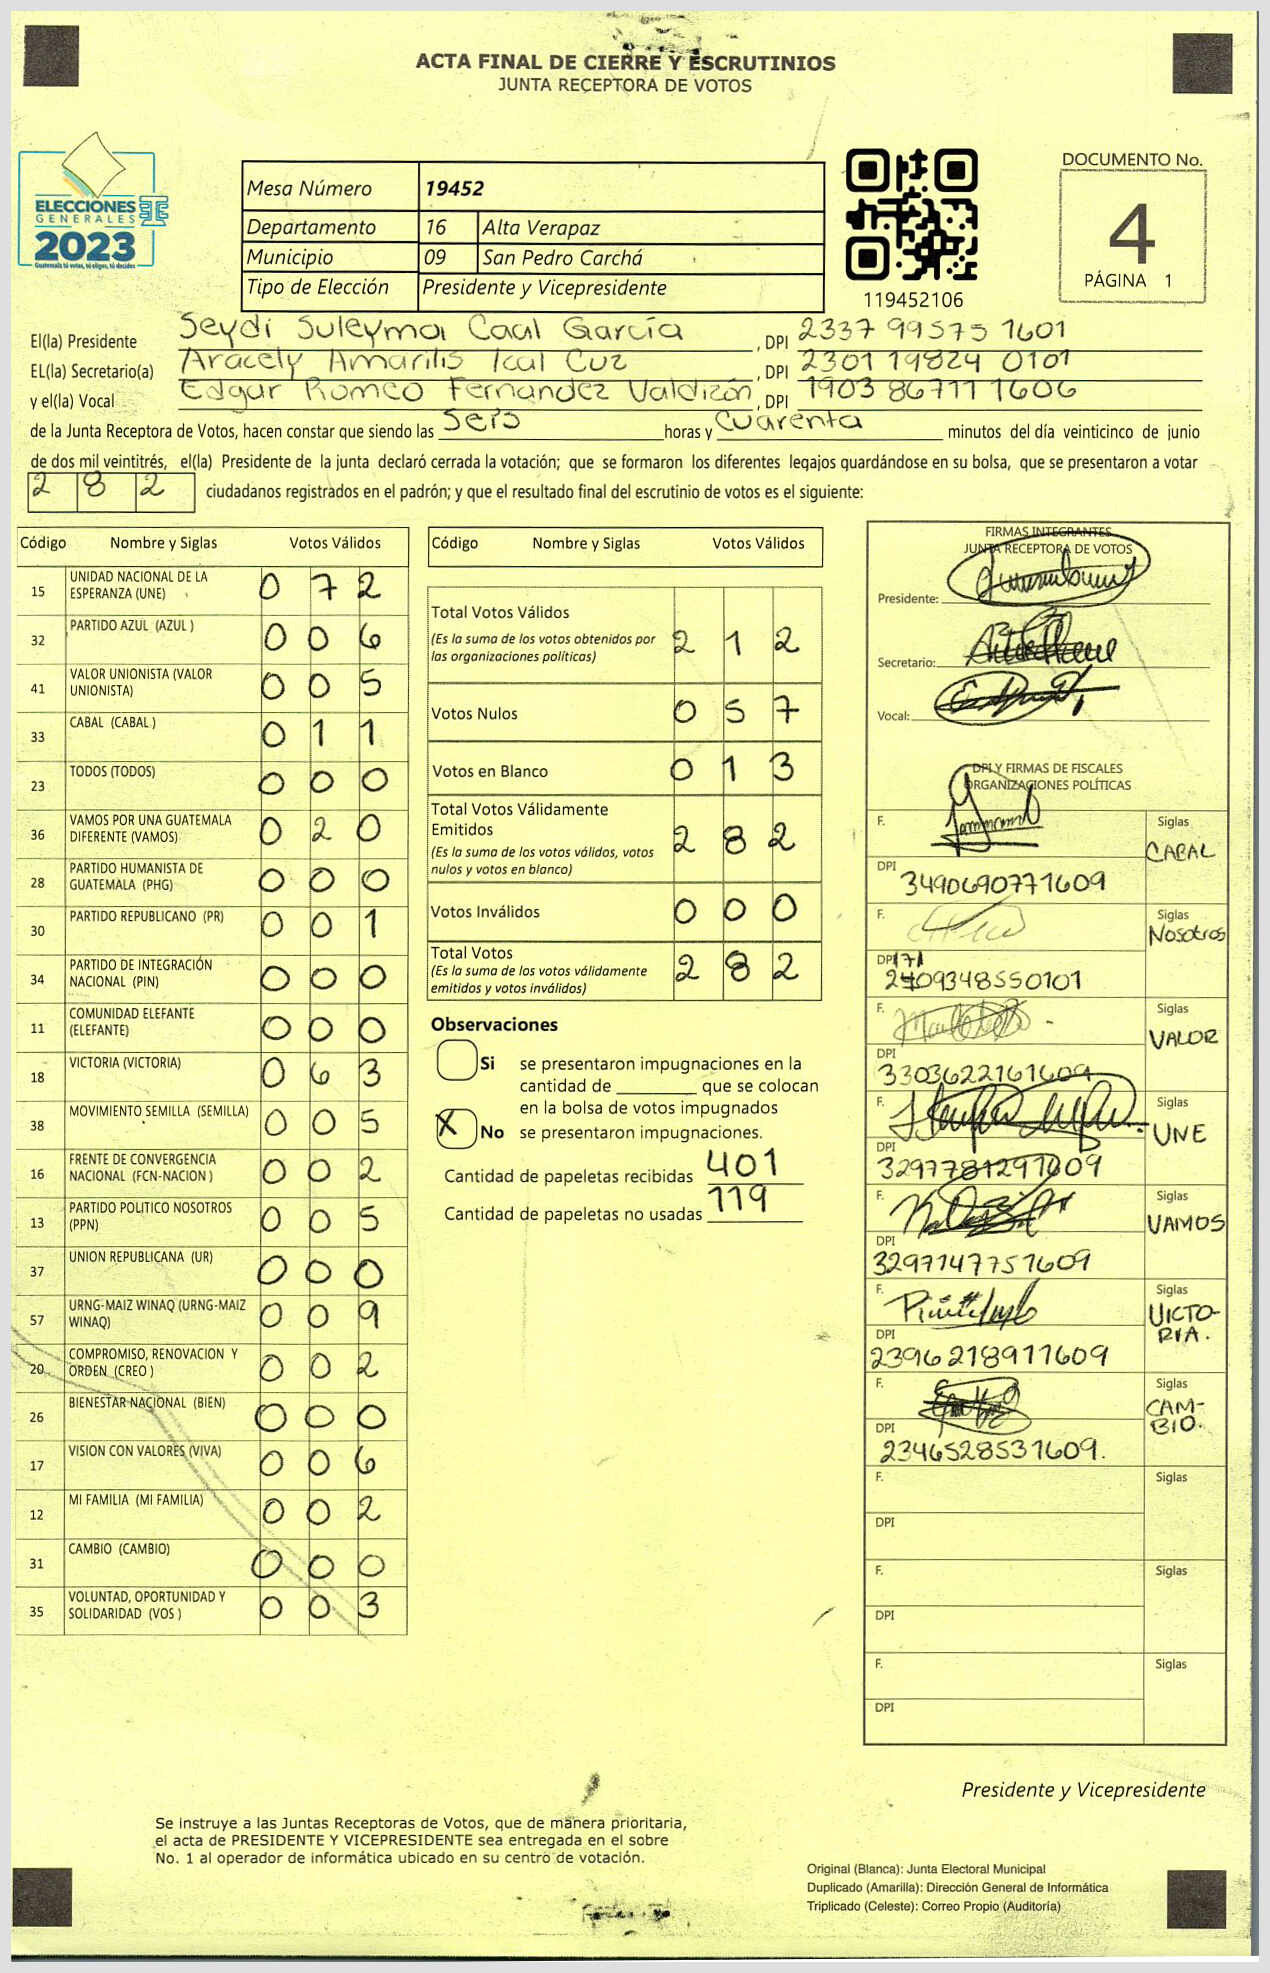 ACTA FINAL DE CIERRE Y ESCRUTINIOS
JUNTA RECEPTORA DE VOTOS
ELECCIONES
GENERALES
2023
Guatemala tú votas, tú eliges, tú decides
Mesa Número 19452
Departamento 16 Alta Verapaz
Municipio 09 San Pedro Carchá
Tipo de Elección Presidente y Vicepresidente
119452106
DOCUMENTO No.
4
PÁGINA 1
El(la) Presidente Seydi Suleyma Caal García, DPI 2337 99575 1601
EL(la) Secretario(a) Aracely Amarilis Ical Cuz, DPI 2301 19824 0101
y el(la) Vocal Edgar Romeo Fernandez Valdizón, DPI 1903 86711 1606
de la Junta Receptora de Votos, hacen constar que siendo las Seis horas y Cuarenta minutos del día veinticinco de junio
de dos mil veintitrés, el(la) Presidente de la junta declaró cerrada la votación; que se formaron los diferentes legajos guardándose en su bolsa, que se presentaron a votar
2 8 2 ciudadanos registrados en el padrón; y que el resultado final del escrutinio de votos es el siguiente:
Código Nombre y Siglas Votos Válidos
15 UNIDAD NACIONAL DE LA ESPERANZA (UNE) 0 7 2
32 PARTIDO AZUL (AZUL ) 0 0 6
41 VALOR UNIONISTA (VALOR UNIONISTA) 0 0 5
33 CABAL (CABAL ) 0 1 1
23 TODOS (TODOS) 0 0 0
36 VAMOS POR UNA GUATEMALA DIFERENTE (VAMOS) 0 2 0
28 PARTIDO HUMANISTA DE GUATEMALA (PHG) 0 0 0
30 PARTIDO REPUBLICANO (PR) 0 0 1
34 PARTIDO DE INTEGRACIÓN NACIONAL (PIN) 0 0 0
11 COMUNIDAD ELEFANTE (ELEFANTE) 0 0 0
18 VICTORIA (VICTORIA) 0 6 3
38 MOVIMIENTO SEMILLA (SEMILLA) 0 0 5
16 FRENTE DE CONVERGENCIA NACIONAL (FCN-NACION ) 0 0 2
13 PARTIDO POLITICO NOSOTROS (PPN) 0 0 5
37 UNION REPUBLICANA (UR) 0 0 0
57 URNG-MAIZ WINAQ (URNG-MAIZ WINAQ) 0 0 9
20 COMPROMISO, RENOVACION Y ORDEN (CREO ) 0 0 2
26 BIENESTAR NACIONAL (BIEN) 0 0 0
17 VISION CON VALORES (VIVA) 0 0 6
12 MI FAMILIA (MI FAMILIA) 0 0 2
31 CAMBIO (CAMBIO) 0 0 0
35 VOLUNTAD, OPORTUNIDAD Y SOLIDARIDAD (VOS ) 0 0 3
Código Nombre y Siglas Votos Válidos
Total Votos Válidos
(Es la suma de los votos obtenidos por las organizaciones políticas) 2 1 2
Votos Nulos 0 5 7
Votos en Blanco 0 1 3
Total Votos Válidamente Emitidos
(Es la suma de los votos válidos, votos nulos y votos en blanco) 2 8 2
Votos Inválidos 0 0 0
Total Votos
(Es la suma de los votos válidamente emitidos y votos inválidos) 2 8 2
Observaciones
Si se presentaron impugnaciones en la
cantidad de ______ que se colocan
en la bolsa de votos impugnados
X No se presentaron impugnaciones.
Cantidad de papeletas recibidas 401
Cantidad de papeletas no usadas 119
FIRMAS INTEGRANTES
JUNTA RECEPTORA DE VOTOS
Presidente:
Secretario:
Vocal:
DPI Y FIRMAS DE FISCALES
ORGANIZACIONES POLÍTICAS
F. Siglas CABAL
DPI 3490690771609
F. Siglas Nosotros
DPI 171
2409348550101
F. Siglas VALOR
DPI 3303622161609
F. Siglas UNE
DPI 3297781291609
F. Siglas VAMOS
DPI 3297147751609
F. Siglas VICTO-
RIA.
DPI 2396218911609
F. Siglas CAM-
BIO.
DPI 2346528531609.
F. Siglas
DPI
F. Siglas
DPI
F. Siglas
DPI
Presidente y Vicepresidente
Se instruye a las Juntas Receptoras de Votos, que de manera prioritaria,
el acta de PRESIDENTE Y VICEPRESIDENTE sea entregada en el sobre
No. 1 al operador de informática ubicado en su centro de votación.
Original (Blanca): Junta Electoral Municipal
Duplicado (Amarilla): Dirección General de Informática
Triplicado (Celeste): Correo Propio (Auditoría)